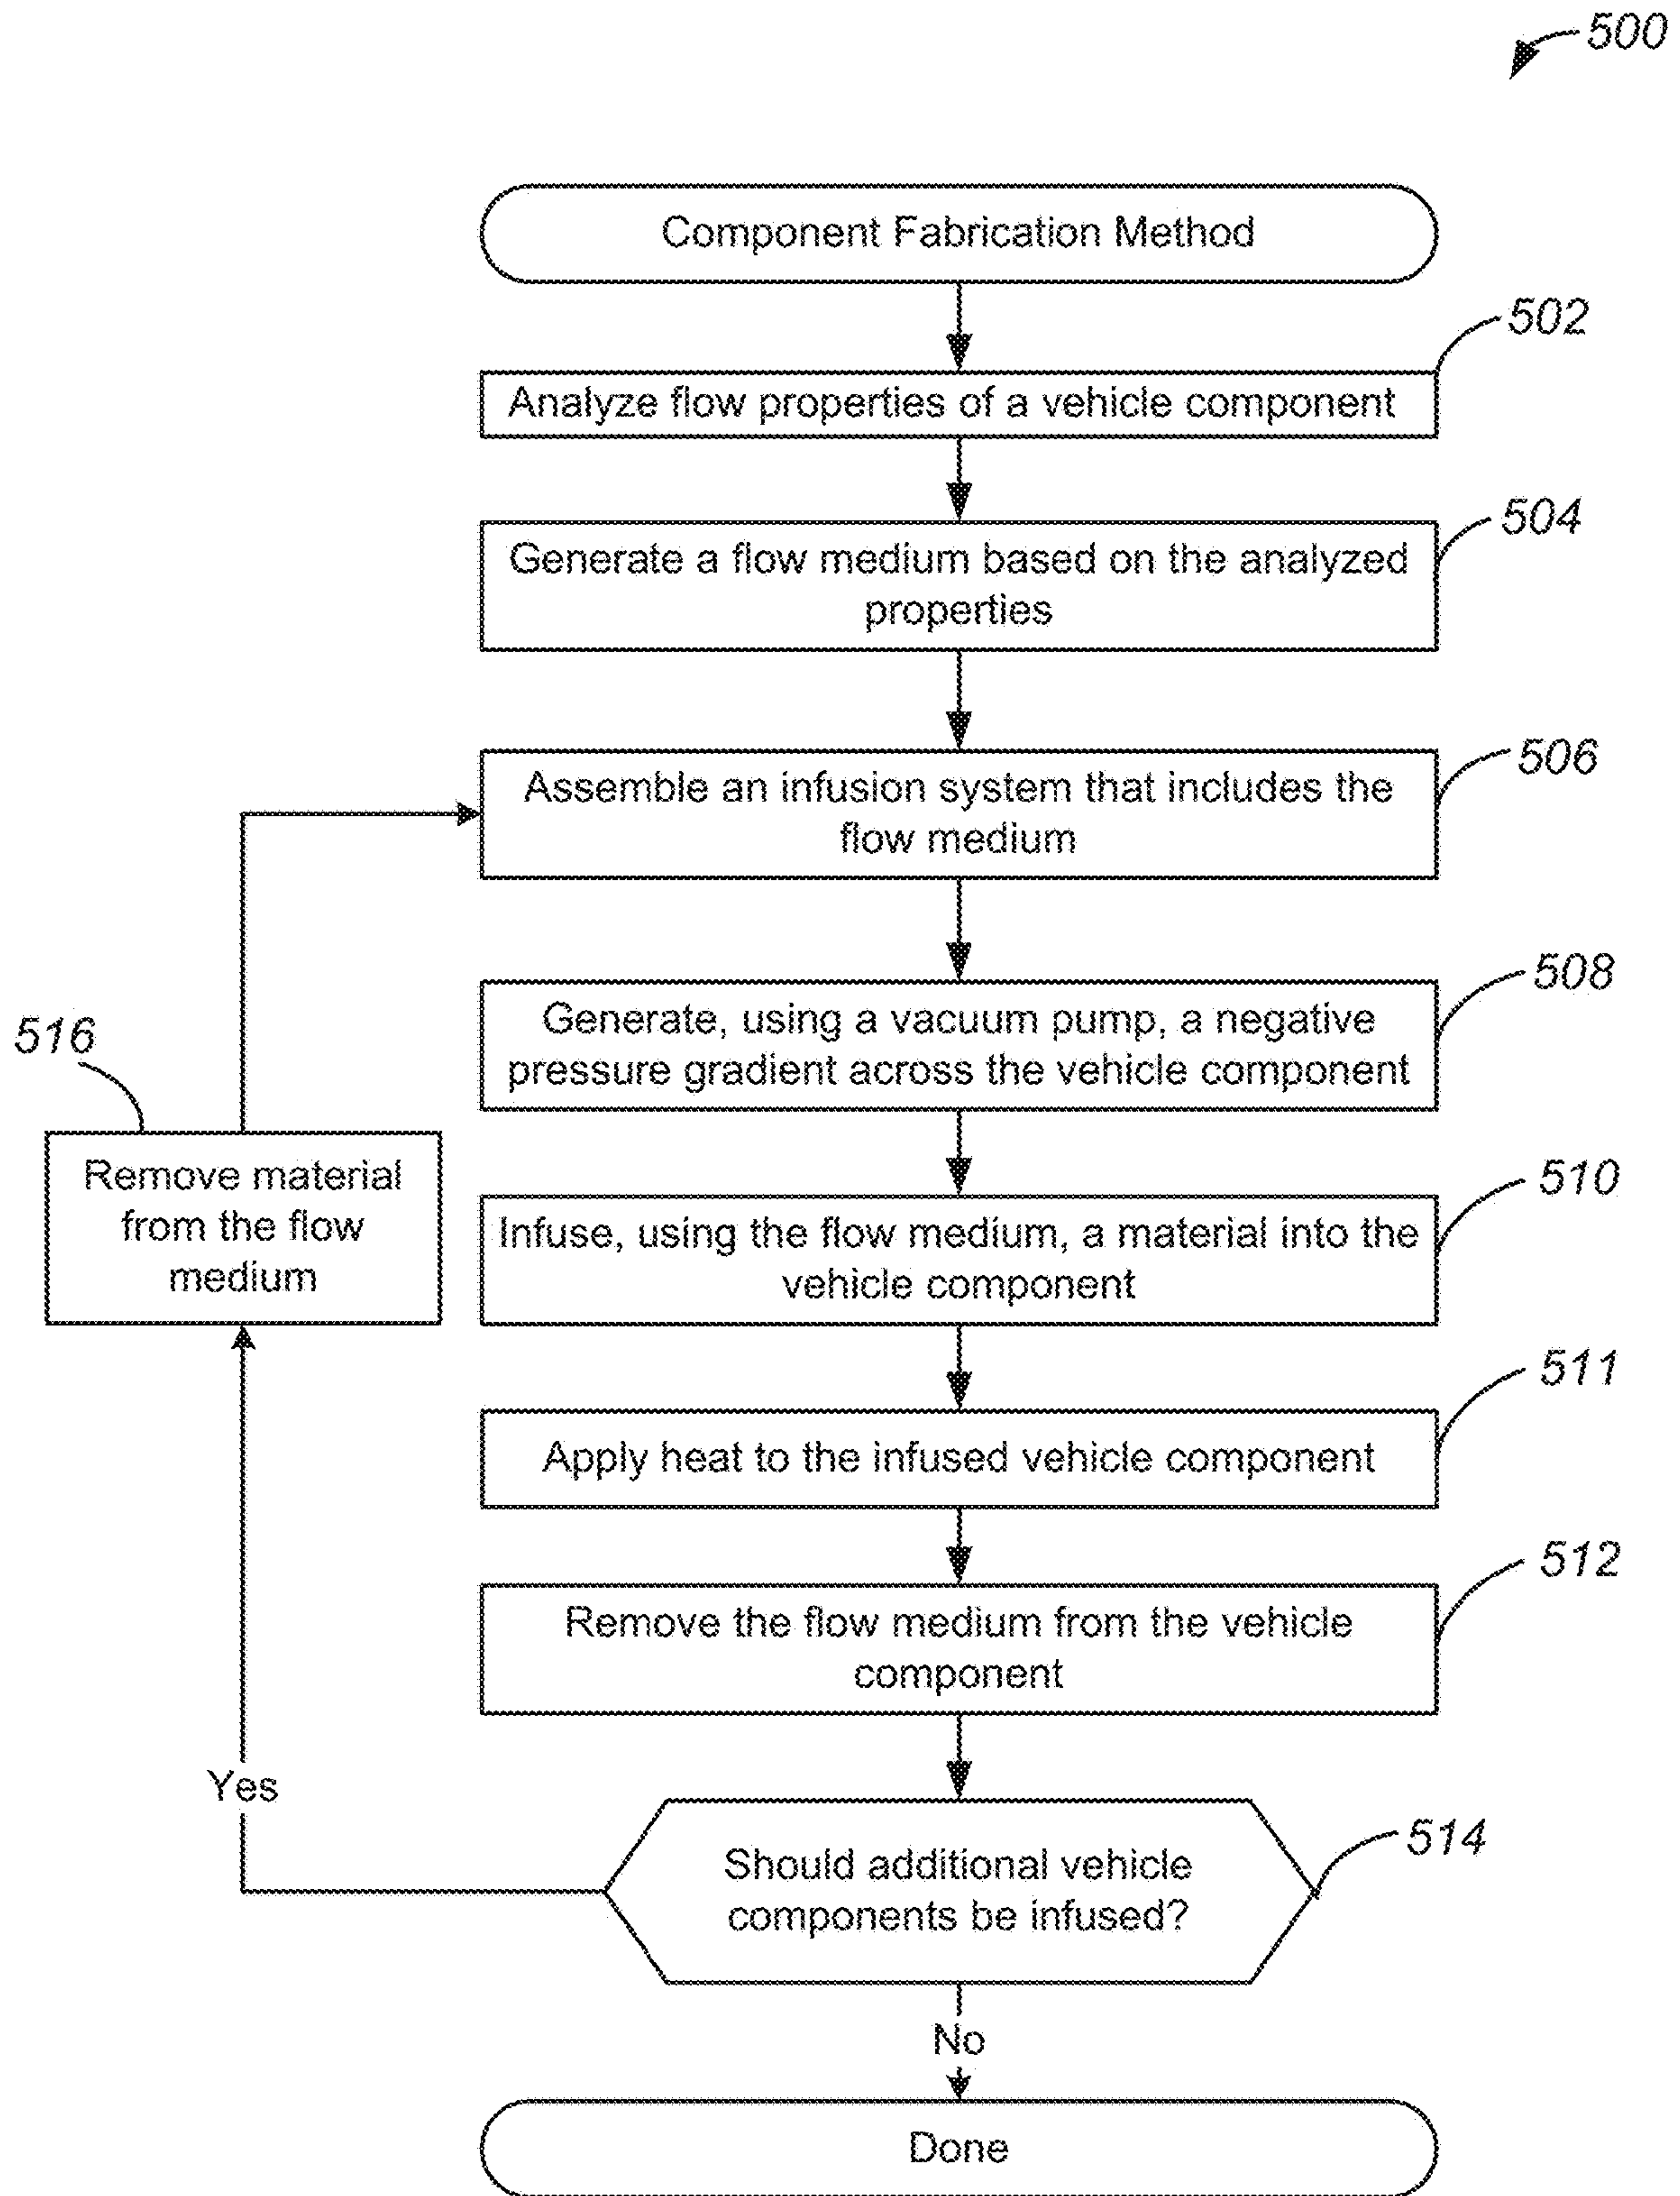 500
Component Fabrication Method
502
Analyze flow properties of a vehicle component
504
Generate a flow medium based on the analyzed
properties
506
Assemble an infusion system that includes the
flow medium
508
Generate, using a vacuum pump, a negative
pressure gradient across the vehicle component
516
Remove material
from the flow
medium
510
Infuse, using the flow medium, a material into the
vehicle component
511
Apply heat to the infused vehicle component
512
Remove the flow medium from the vehicle
component
Yes
514
Should additional vehicle
components be infused?
No
Done